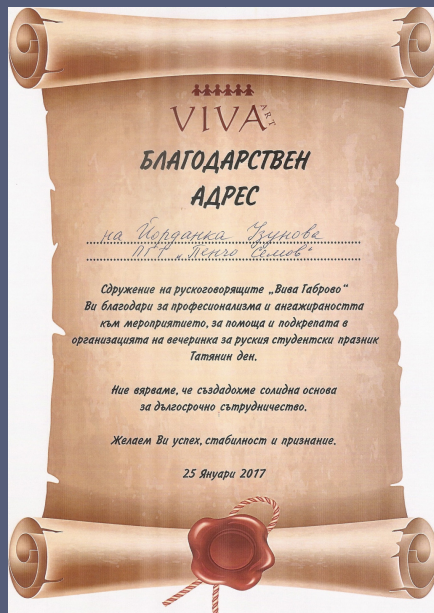 VIVA ART
БЛАГОДАРСТВЕН
АДРЕС
на Йорданка Узунова
ПГТ „Пенчо Семов“
Сдружение на рускоговорящите „Вива Габрово“
Ви благодари за професионализма и ангажираността
към мероприятието, за помоща и подкрепата в
организацията на вечеринка за руския студентски празник
Татянин ден.
Ние вярваме, че създадохме солидна основа
за дългосрочно сътрудничество.
Желаем Ви успех, стабилност и признание.
25 Януари 2017